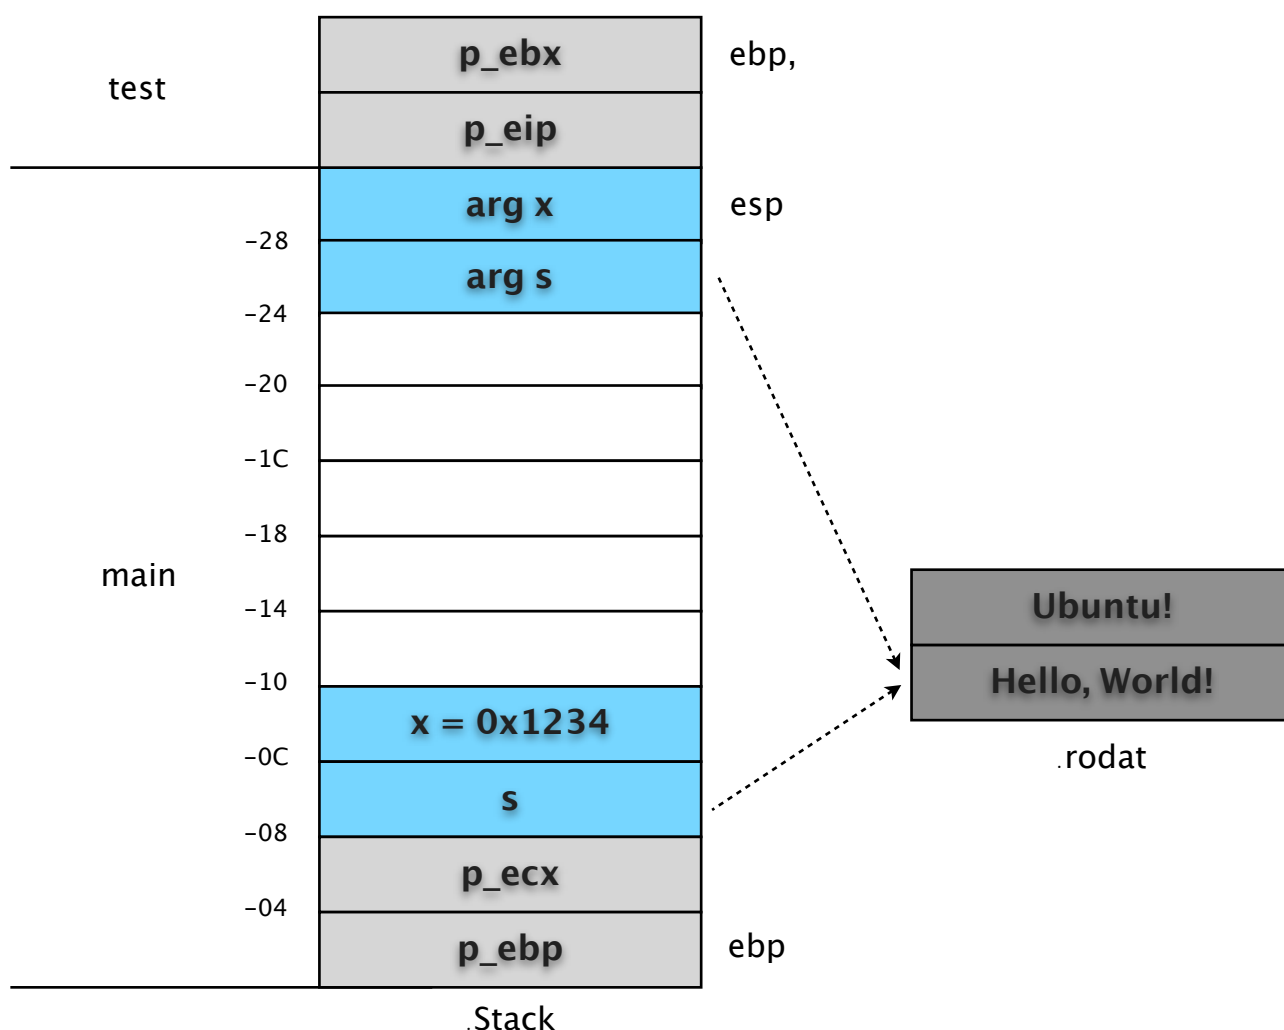 p_ebx
ebp,
test
p_eip
arg x
esp
-28
arg s
-24
-20
-1C
-18
main
Ubuntu!
-14
Hello, World!
-10
x = 0x1234
-0C
.rodat
s
-08
p_ecx
-04
p_ebp
ebp
.Stack